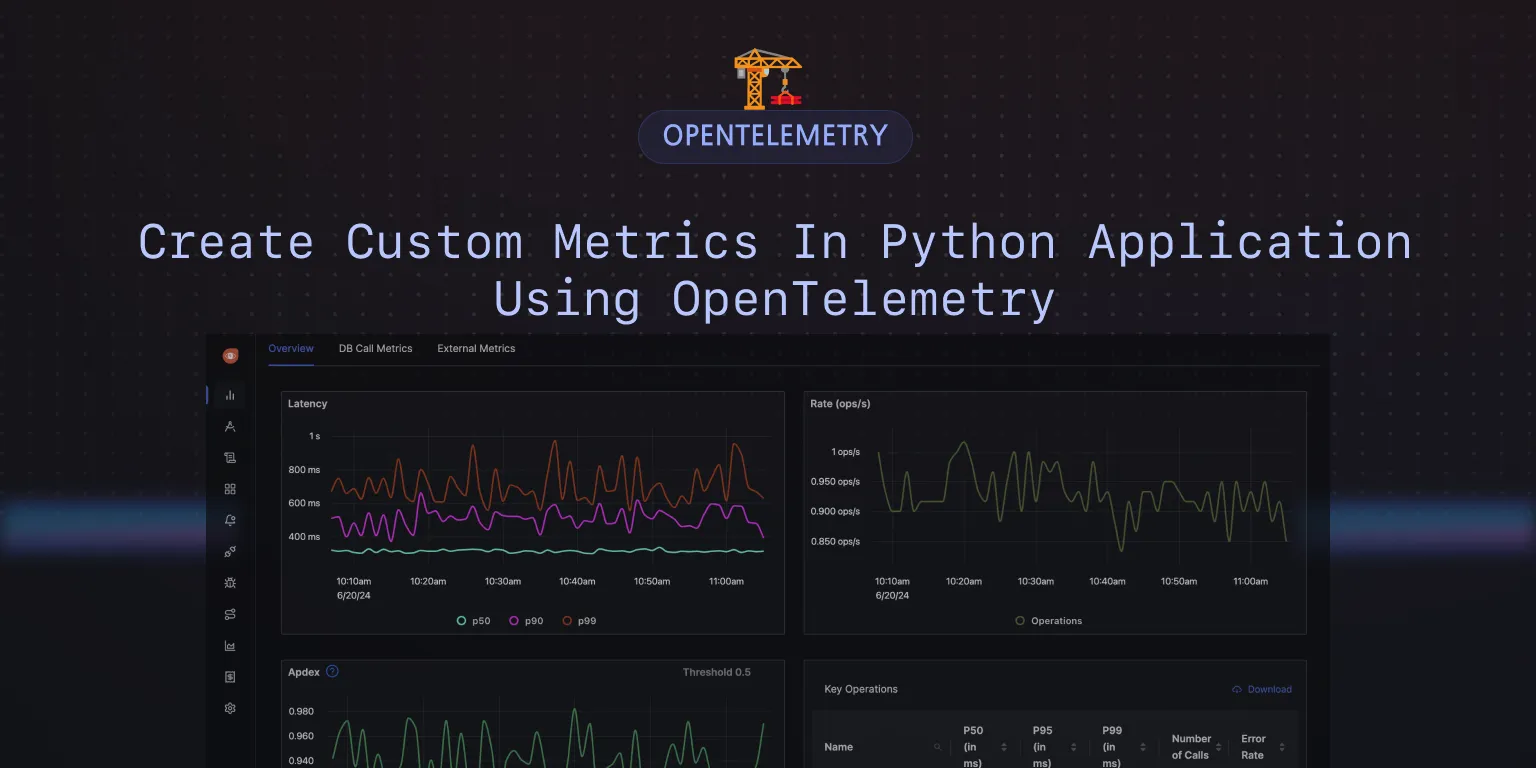 OPENTELEMETRY
Create Custom Metrics In Python Application
Using OpenTelemetry
Overview DB Call Metrics External Metrics
Latency
1 s
800 ms
600 ms
400 ms
10:10am 10:20am 10:30am 10:40am 10:50am 11:00am
6/20/24
p50 p90 p99
Rate (ops/s)
1 ops/s
0.950 ops/s
0.900 ops/s
0.850 ops/s
10:10am 10:20am 10:30am 10:40am 10:50am 11:00am
6/20/24
Operations
Apdex ? Threshold 0.5
0.980
0.960
0.940
Key Operations Download
Name
P50
(in
ms)
P95
(in
ms)
P99
(in
ms)
Number
of Calls
Error
Rate